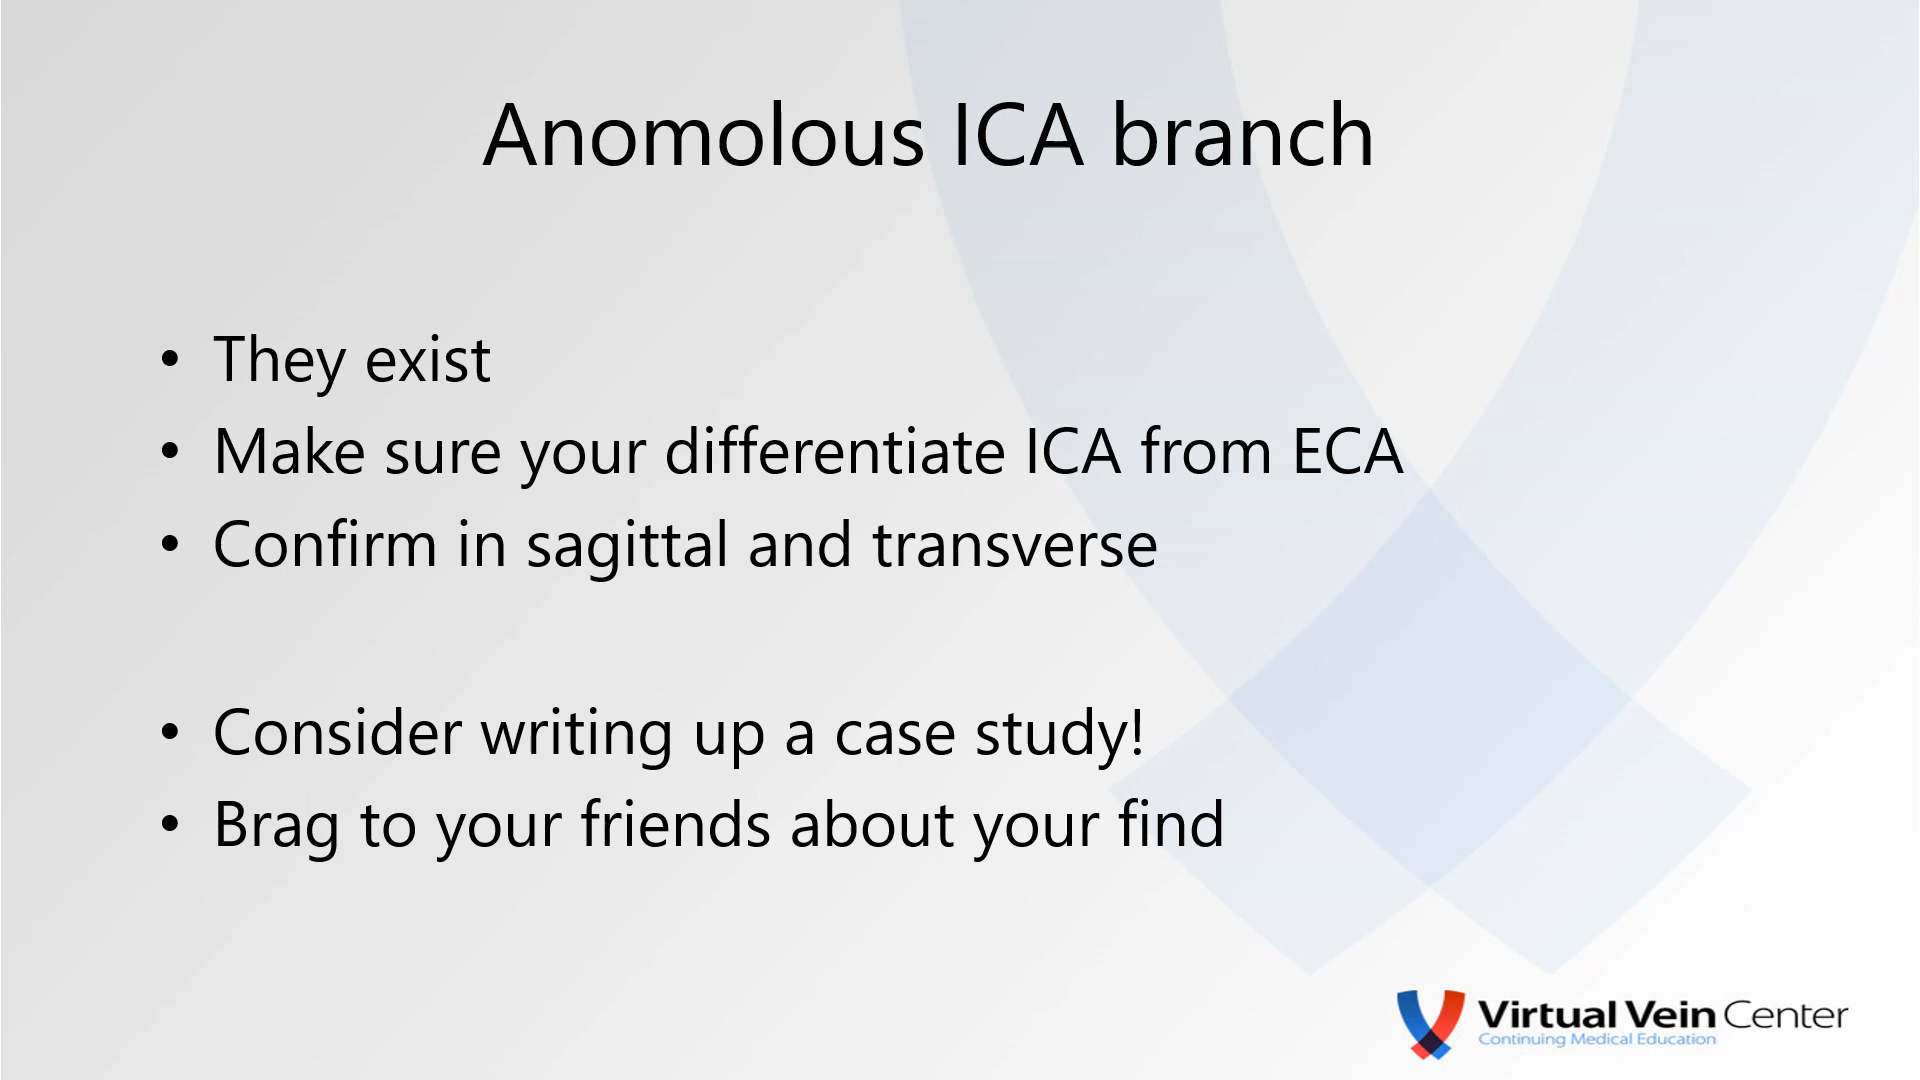 Anomolous ICA branch
• They exist
• Make sure your differentiate ICA from ECA
• Confirm in sagittal and transverse
• Consider writing up a case study!
• Brag to your friends about your find
Virtual Vein Center
Continuing Medical Education